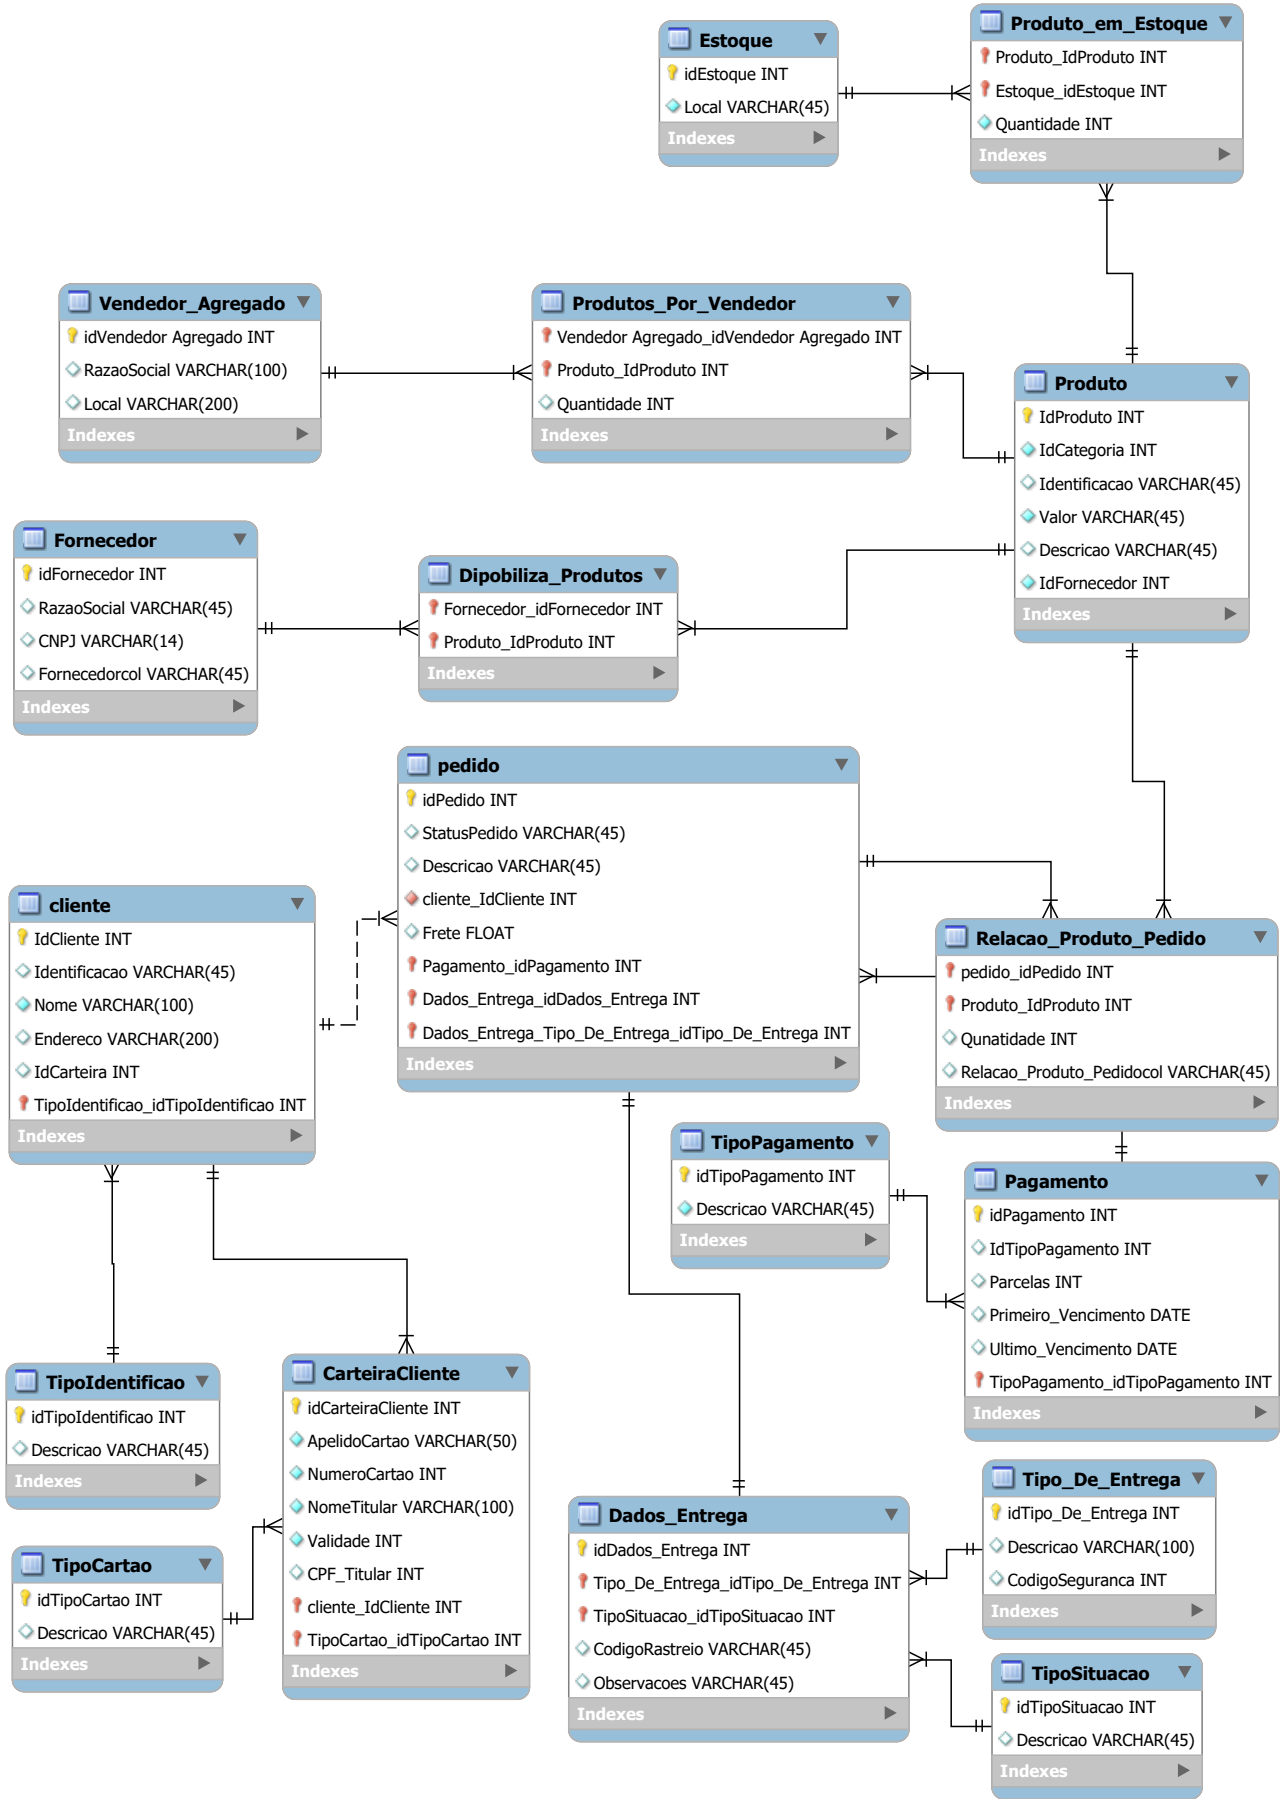 Estoque
idEstoque INT
Local VARCHAR(45)
Indexes
Produto_em_Estoque
Produto_IdProduto INT
Estoque_idEstoque INT
Quantidade INT
Indexes
Vendedor_Agregado
idVendedor Agregado INT
RazaoSocial VARCHAR(100)
Local VARCHAR(200)
Indexes
Produtos_Por_Vendedor
Vendedor Agregado_idVendedor Agregado INT
Produto_IdProduto INT
Quantidade INT
Indexes
Produto
IdProduto INT
IdCategoria INT
Identificacao VARCHAR(45)
Valor VARCHAR(45)
Descricao VARCHAR(45)
IdFornecedor INT
Indexes
Fornecedor
idFornecedor INT
RazaoSocial VARCHAR(45)
CNPJ VARCHAR(14)
Fornecedorcol VARCHAR(45)
Indexes
Dipobiliza_Produtos
Fornecedor_idFornecedor INT
Produto_IdProduto INT
Indexes
pedido
idPedido INT
StatusPedido VARCHAR(45)
Descricao VARCHAR(45)
cliente_IdCliente INT
Frete FLOAT
Pagamento_idPagamento INT
Dados_Entrega_idDados_Entrega INT
Dados_Entrega_Tipo_De_Entrega_idTipo_De_Entrega INT
Indexes
cliente
IdCliente INT
Identificacao VARCHAR(45)
Nome VARCHAR(100)
Endereco VARCHAR(200)
IdCarteira INT
TipoIdentificao_idTipoIdentificao INT
Indexes
Relacao_Produto_Pedido
pedido_idPedido INT
Produto_IdProduto INT
Qunatidade INT
Relacao_Produto_Pedidocol VARCHAR(45)
Indexes
TipoPagamento
idTipoPagamento INT
Descricao VARCHAR(45)
Indexes
Pagamento
idPagamento INT
IdTipoPagamento INT
Parcelas INT
Primeiro_Vencimento DATE
Ultimo_Vencimento DATE
TipoPagamento_idTipoPagamento INT
Indexes
TipoIdentificao
idTipoIdentificao INT
Descricao VARCHAR(45)
Indexes
CarteiraCliente
idCarteiraCliente INT
ApelidoCartao VARCHAR(50)
NumeroCartao INT
NomeTitular VARCHAR(100)
Validade INT
CPF_Titular INT
cliente_IdCliente INT
TipoCartao_idTipoCartao INT
Indexes
TipoCartao
idTipoCartao INT
Descricao VARCHAR(45)
Indexes
Dados_Entrega
idDados_Entrega INT
Tipo_De_Entrega_idTipo_De_Entrega INT
TipoSituacao_idTipoSituacao INT
CodigoRastreio VARCHAR(45)
Observacoes VARCHAR(45)
Indexes
Tipo_De_Entrega
idTipo_De_Entrega INT
Descricao VARCHAR(100)
CodigoSeguranca INT
Indexes
TipoSituacao
idTipoSituacao INT
Descricao VARCHAR(45)
Indexes